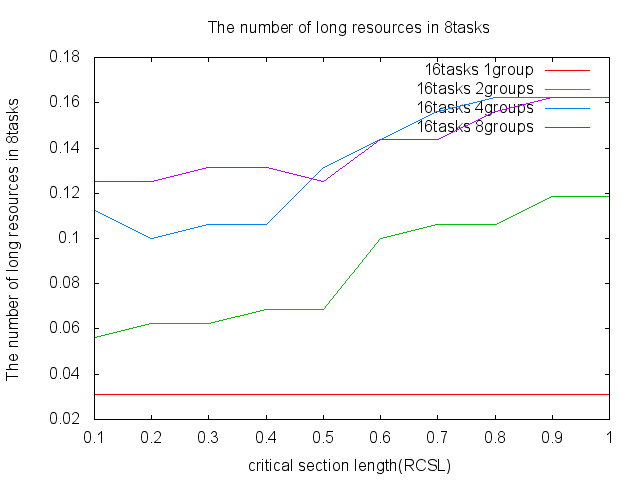 The number of long resources in 8tasks
0.18
16tasks 1group
16tasks 2groups
16tasks 4groups
16tasks 8groups
0.16
0.14
0.12
0.1
0.08
0.06
0.04
0.02
The number of long resources in 8tasks
0.1 0.2 0.3 0.4 0.5 0.6 0.7 0.8 0.9 1
critical section length(RCSL)